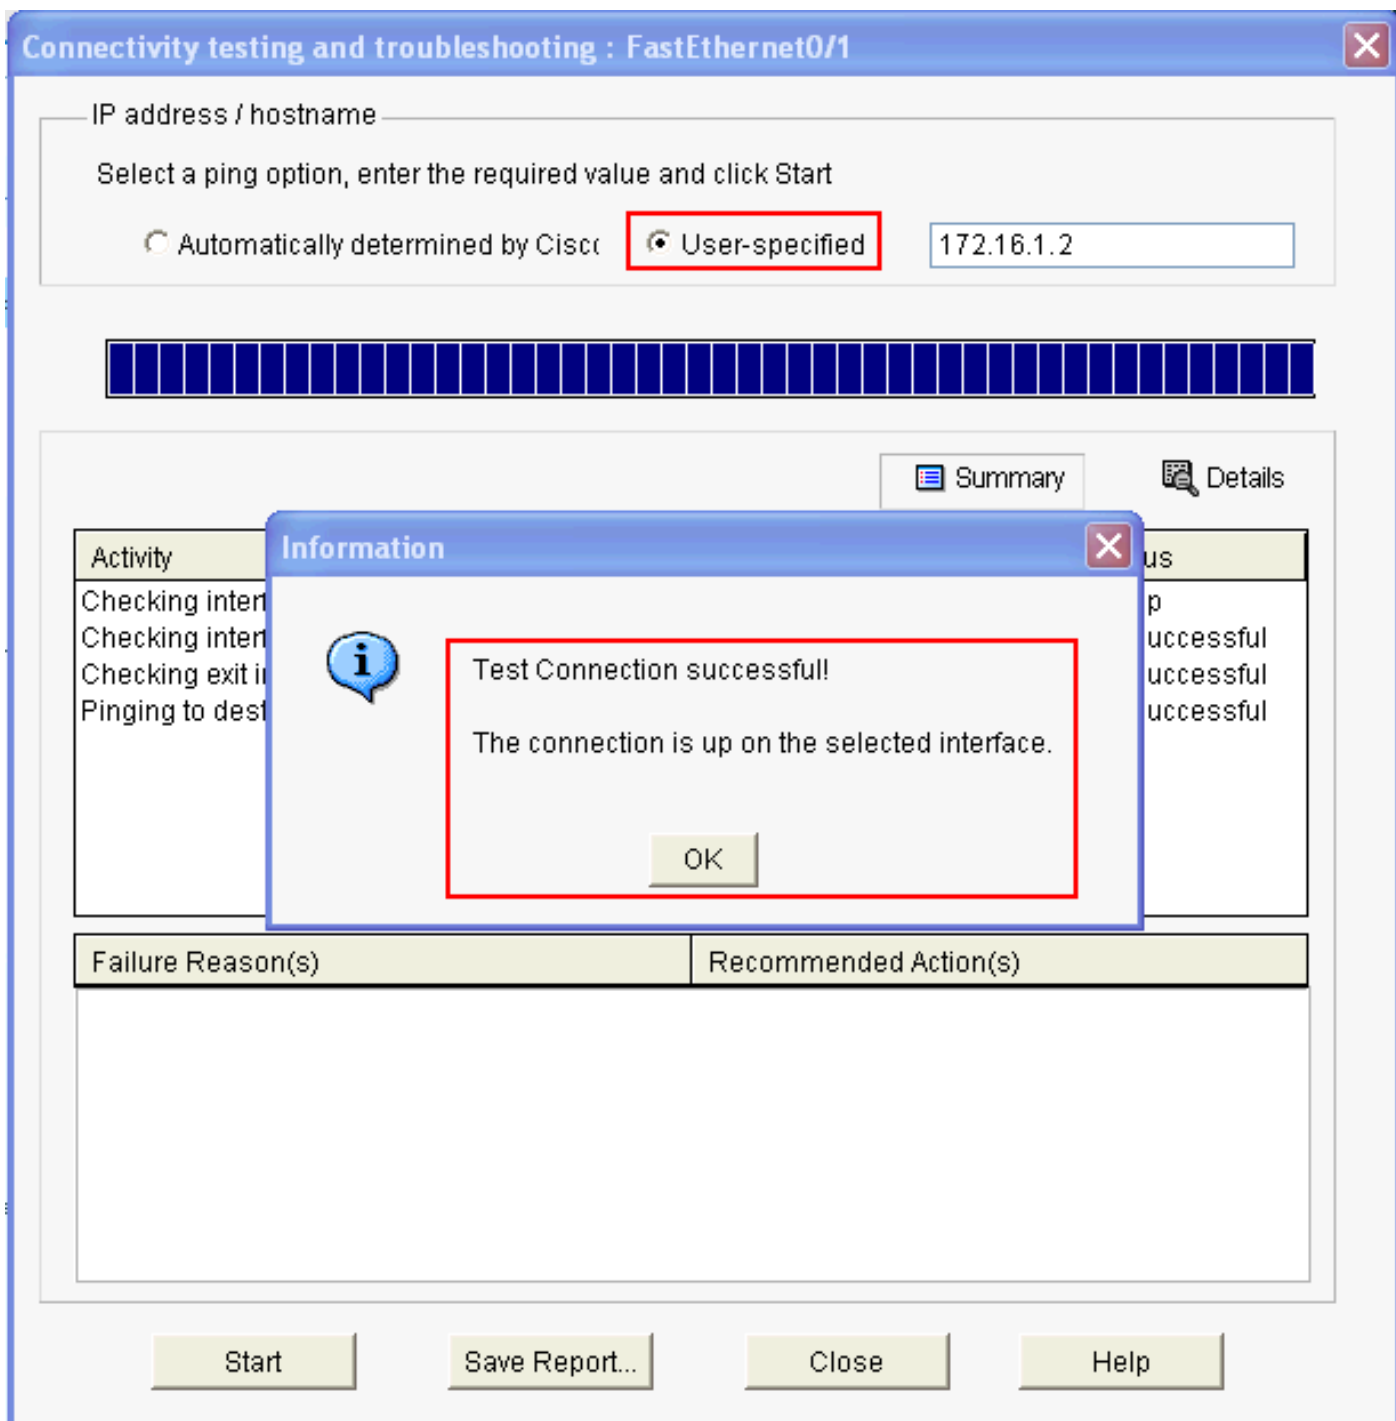 Connectivity testing and troubleshooting : FastEthernet0/1
IP address / hostname
Select a ping option, enter the required value and click Start
Automatically determined by Cisc
User-specified
172.16.1.2
Summary
Details
Activity
us
Checking interf
p
Checking interf
uccessful
Checking exit i
uccessful
Pinging to dest
uccessful
Information
Test Connection successful!
The connection is up on the selected interface.
OK
Failure Reason(s)
Recommended Action(s)
Start
Save Report...
Close
Help